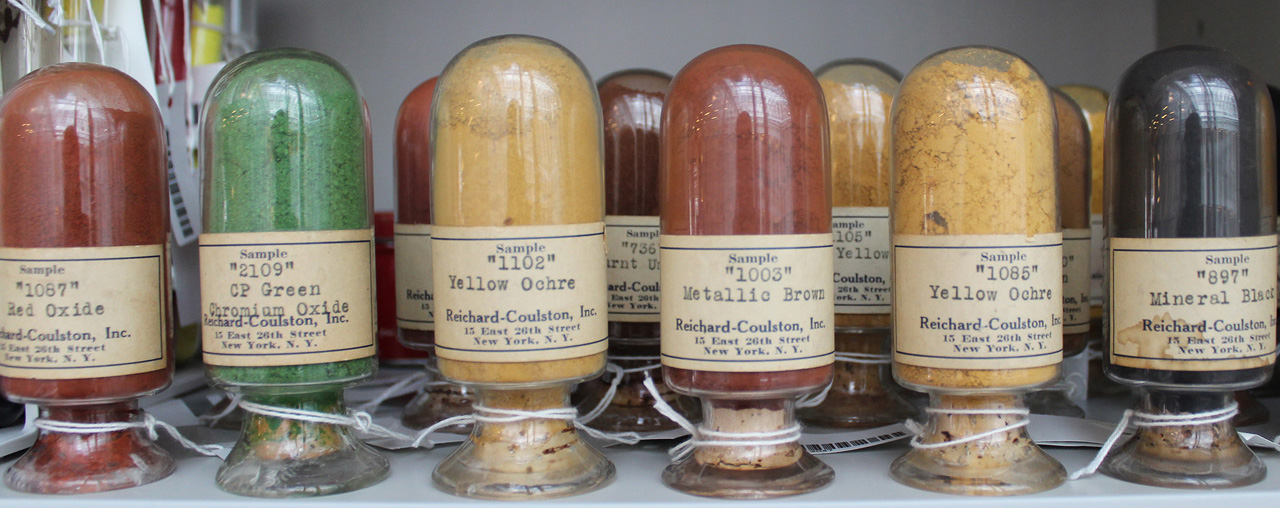 Sample
"1087"
Red Oxide
Inc.
15 East 26th Street
New York, N. Y.
Sample
"2109"
CP Green
Chromium Oxide
Reichard-Coulston, Inc.
15 East 26th Street
New York, N. Y.
Sample
"1102"
Yellow Ochre
Reichard-Coulston, Inc.
15 East 26th Street
New York, N. Y.
"736
East 26th
New York.
Sample
"1003"
Metallic Brown
Reichard-Coulston, Inc.
15 East 26th Street
New York, N. Y.
105"
Yellow
Coulston,
26th Street
N. Y.
Sample
"1085"
Yellow Ochre
Reichard-Coulston, Inc.
15 East 26th Street
New York, N. Y.
Sample
"897"
Mineral Black
Reichard-Coulston,
15 East 26th Street
New York, N. Y.